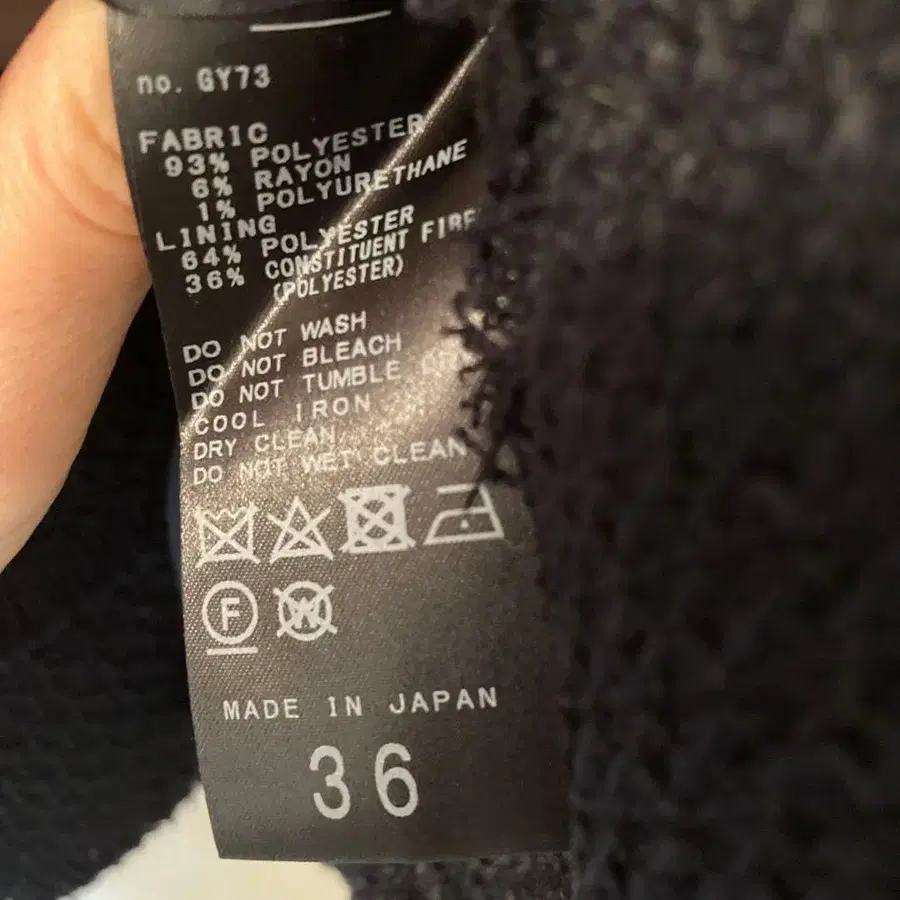 no. GY73
FABRIC
93% POLYESTER
6% RAYON
1% POLYURETHANE
LINING
64% POLYESTER
36% CONSTITUENT
(POLYESTER)
DO NOT WASH
DO NOT BLEACH
DO NOT TUMBLE
COOL IRON
DRY CLEAN
DO NOT WET CLEAN
F W
MADE IN JAPAN
36